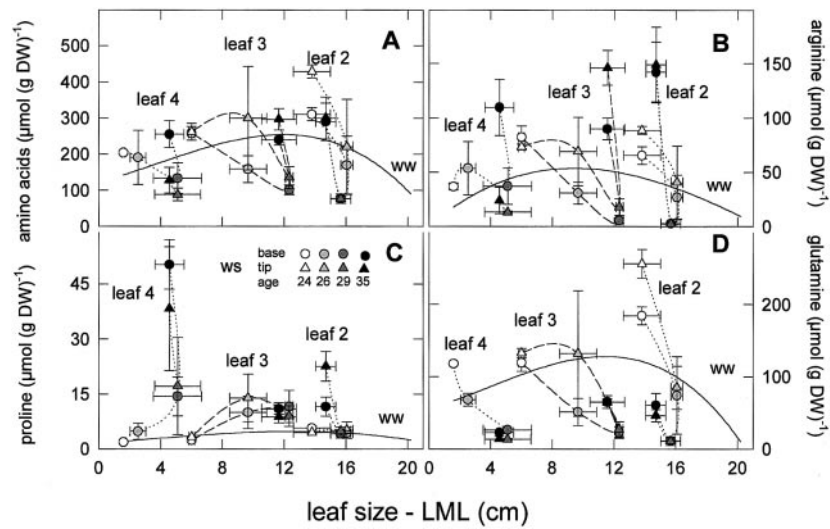 A
B
500
400
300
200
100
0
amino acids (µmol (g DW)⁻¹)
leaf 4
leaf 3
leaf 2
ww
150
100
50
0
arginine (µmol (g DW)⁻¹)
leaf 4
leaf 3
leaf 2
ww
C
D
45
30
15
0
proline (µmol (g DW)⁻¹)
ws
base
tip
age 24 26 29 35
leaf 4
leaf 3
leaf 2
ww
200
100
0
glutamine (µmol (g DW)⁻¹)
leaf 4
leaf 3
leaf 2
ww
0 4 8 12 16 20
0 4 8 12 16 20
leaf size - LML (cm)